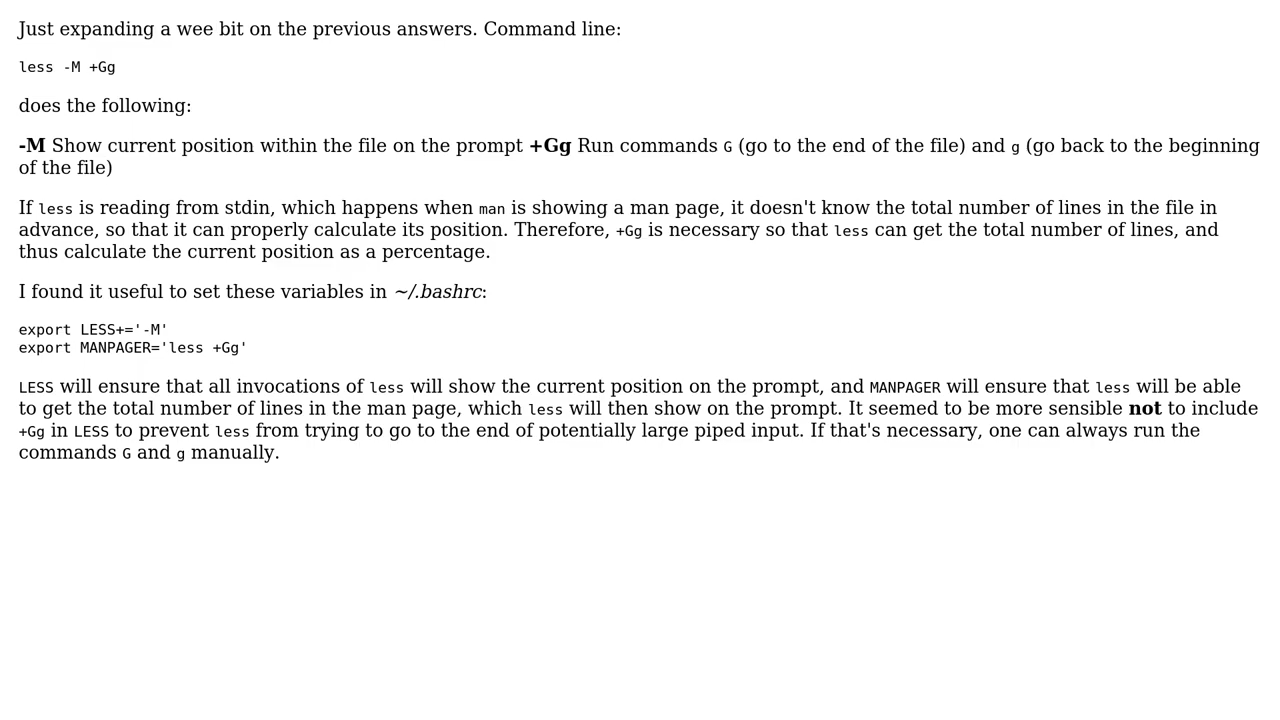 Just expanding a wee bit on the previous answers. Command line:
less -M +Gg
does the following:
-M Show current position within the file on the prompt +Gg Run commands G (go to the end of the file) and g (go back to the beginning
of the file)
If less is reading from stdin, which happens when man is showing a man page, it doesn't know the total number of lines in the file in
advance, so that it can properly calculate its position. Therefore, +Gg is necessary so that less can get the total number of lines, and
thus calculate the current position as a percentage.
I found it useful to set these variables in ~/.bashrc:
export LESS+='-M'
export MANPAGER='less +Gg'
LESS will ensure that all invocations of less will show the current position on the prompt, and MANPAGER will ensure that less will be able
to get the total number of lines in the man page, which less will then show on the prompt. It seemed to be more sensible not to include
+Gg in LESS to prevent less from trying to go to the end of potentially large piped input. If that's necessary, one can always run the
commands G and g manually.